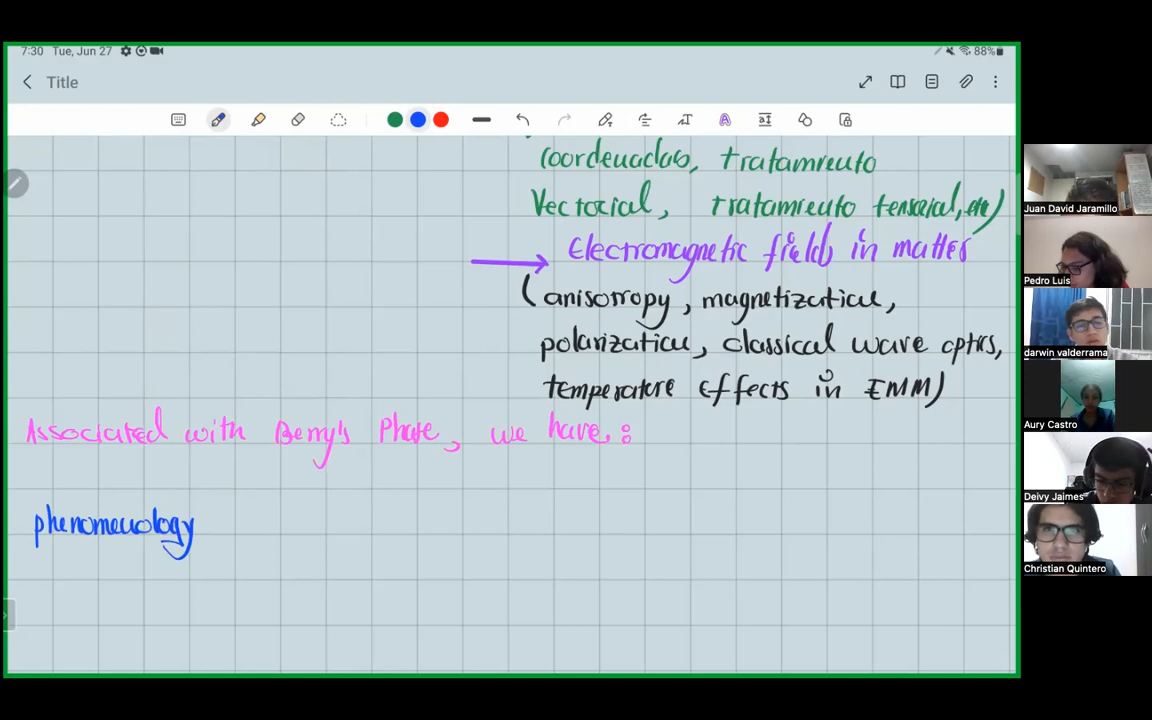 7:30 Tue, Jun 27 88%
Title
coordenadas, tratamiento
Vectorial, tratamiento tensorial, etc)
Electromagnetic fields in matter
(anisotropy, magnetization,
polarization, classical wave optics,
temperature effects in EMM)
Associated with Berry's Phase, we have:
phenomenology
Juan David Jaramillo
Pedro Luis
darwin valderrama
Aury Castro
Deivy Jaimes
Christian Quintero